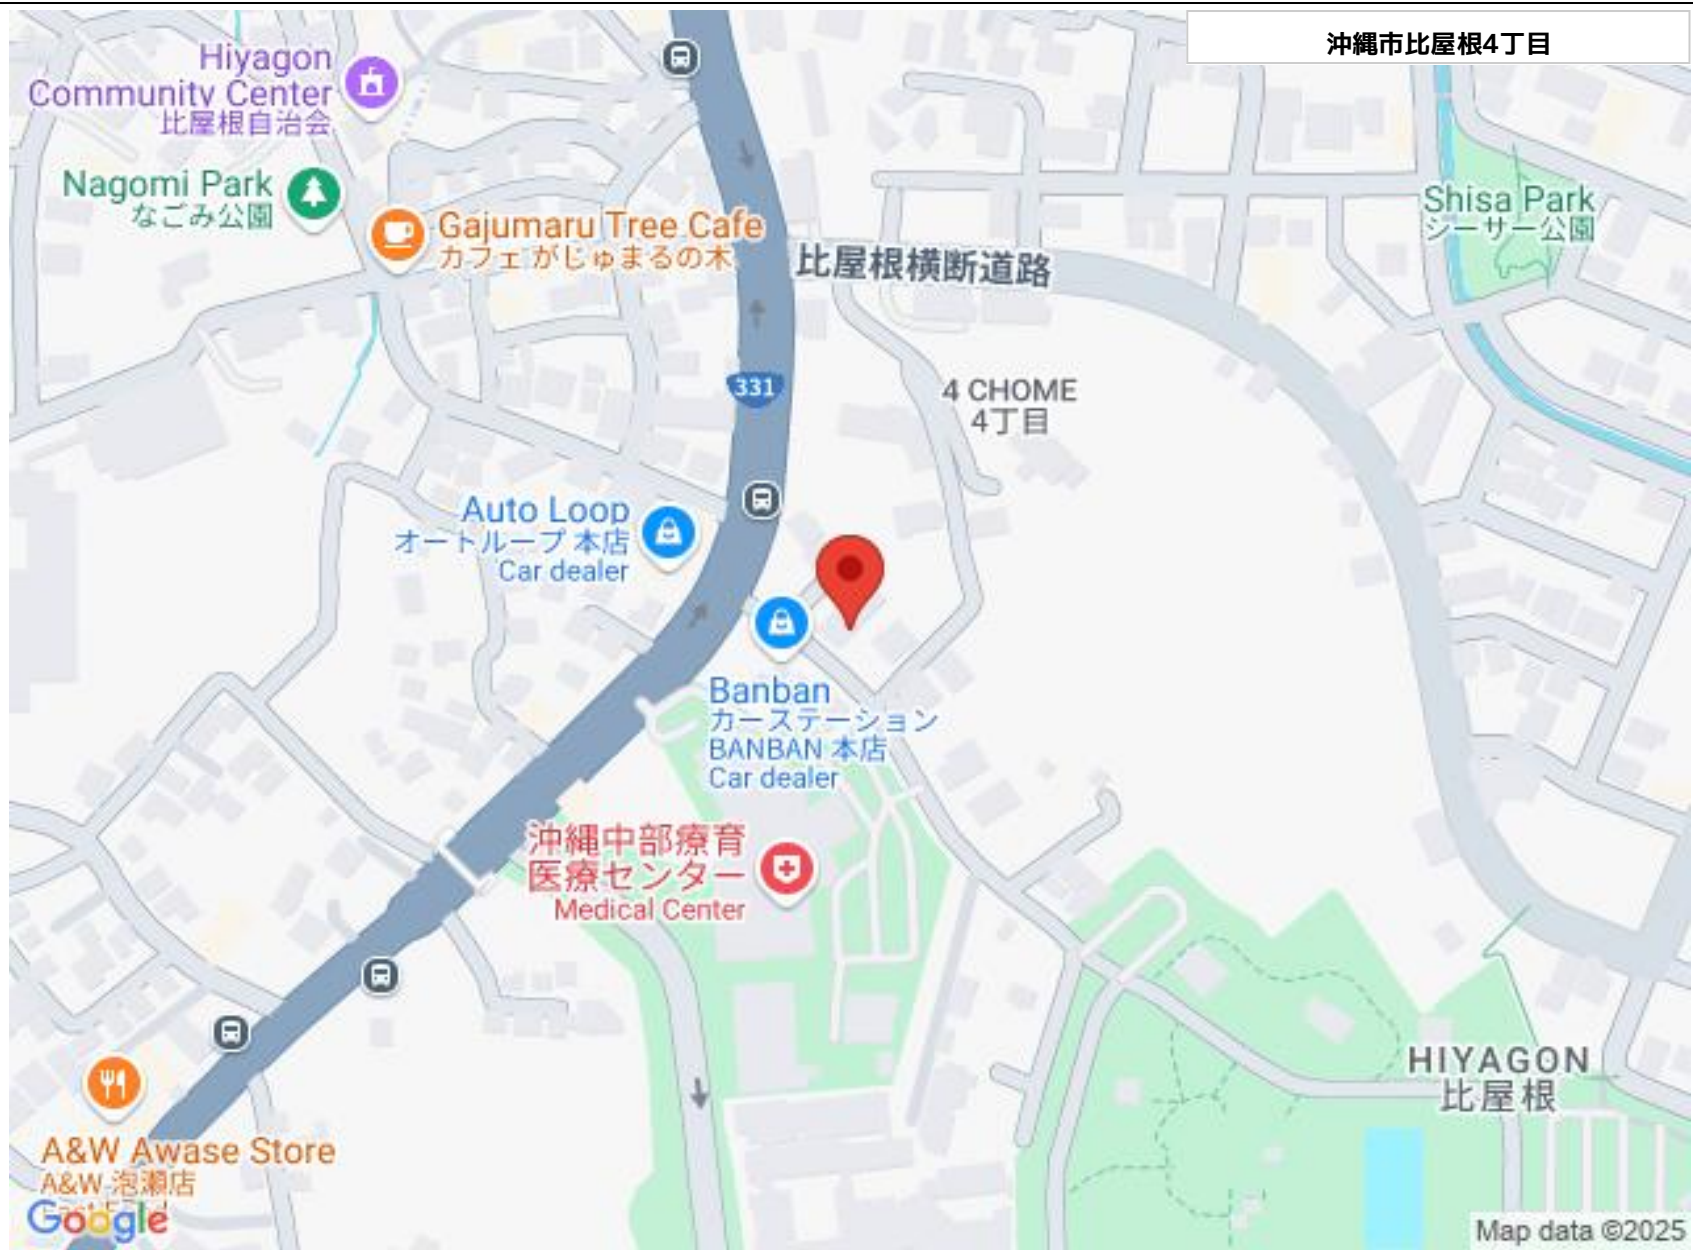 沖縄市比屋根4丁目
Hiyagon
Community Center
比屋根自治会
Nagomi Park
なごみ公園
Gajumaru Tree Cafe
カフェ がじゅまるの木
比屋根横断道路
Shisa Park
シーサー公園
331
4 CHOME
4丁目
Auto Loop
オートループ 本店
Car dealer
Banban
カーステーション
BANBAN 本店
Car dealer
沖縄中部療育
医療センター
Medical Center
HIYAGON
比屋根
A&W Awase Store
A&W 泡瀬店
Google
Map data ©2025